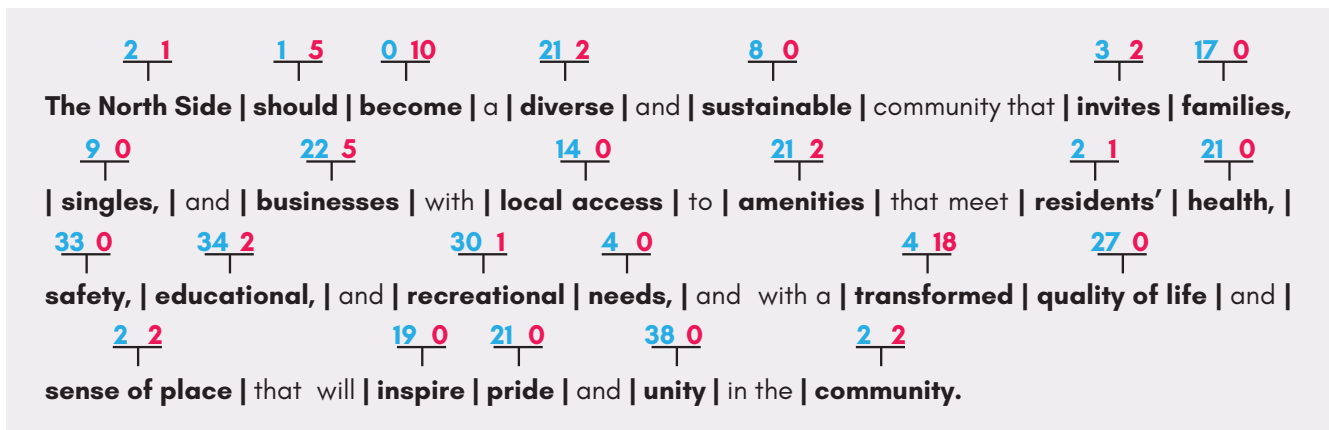 2 1 1 5 0 10 21 2 8 0 3 2 17 0
The North Side | should | become | a | diverse | and | sustainable | community that | invites | families,
9 0 22 5 14 0 21 2 2 1 21 0
| singles, | and | businesses | with | local access | to | amenities | that meet | residents’ | health, |
33 0 34 2 30 1 4 0 4 18 27 0
safety, | educational, | and | recreational | needs, | and with a | transformed | quality of life | and |
2 2 19 0 21 0 38 0 2 2
sense of place | that will | inspire | pride | and | unity | in the | community.